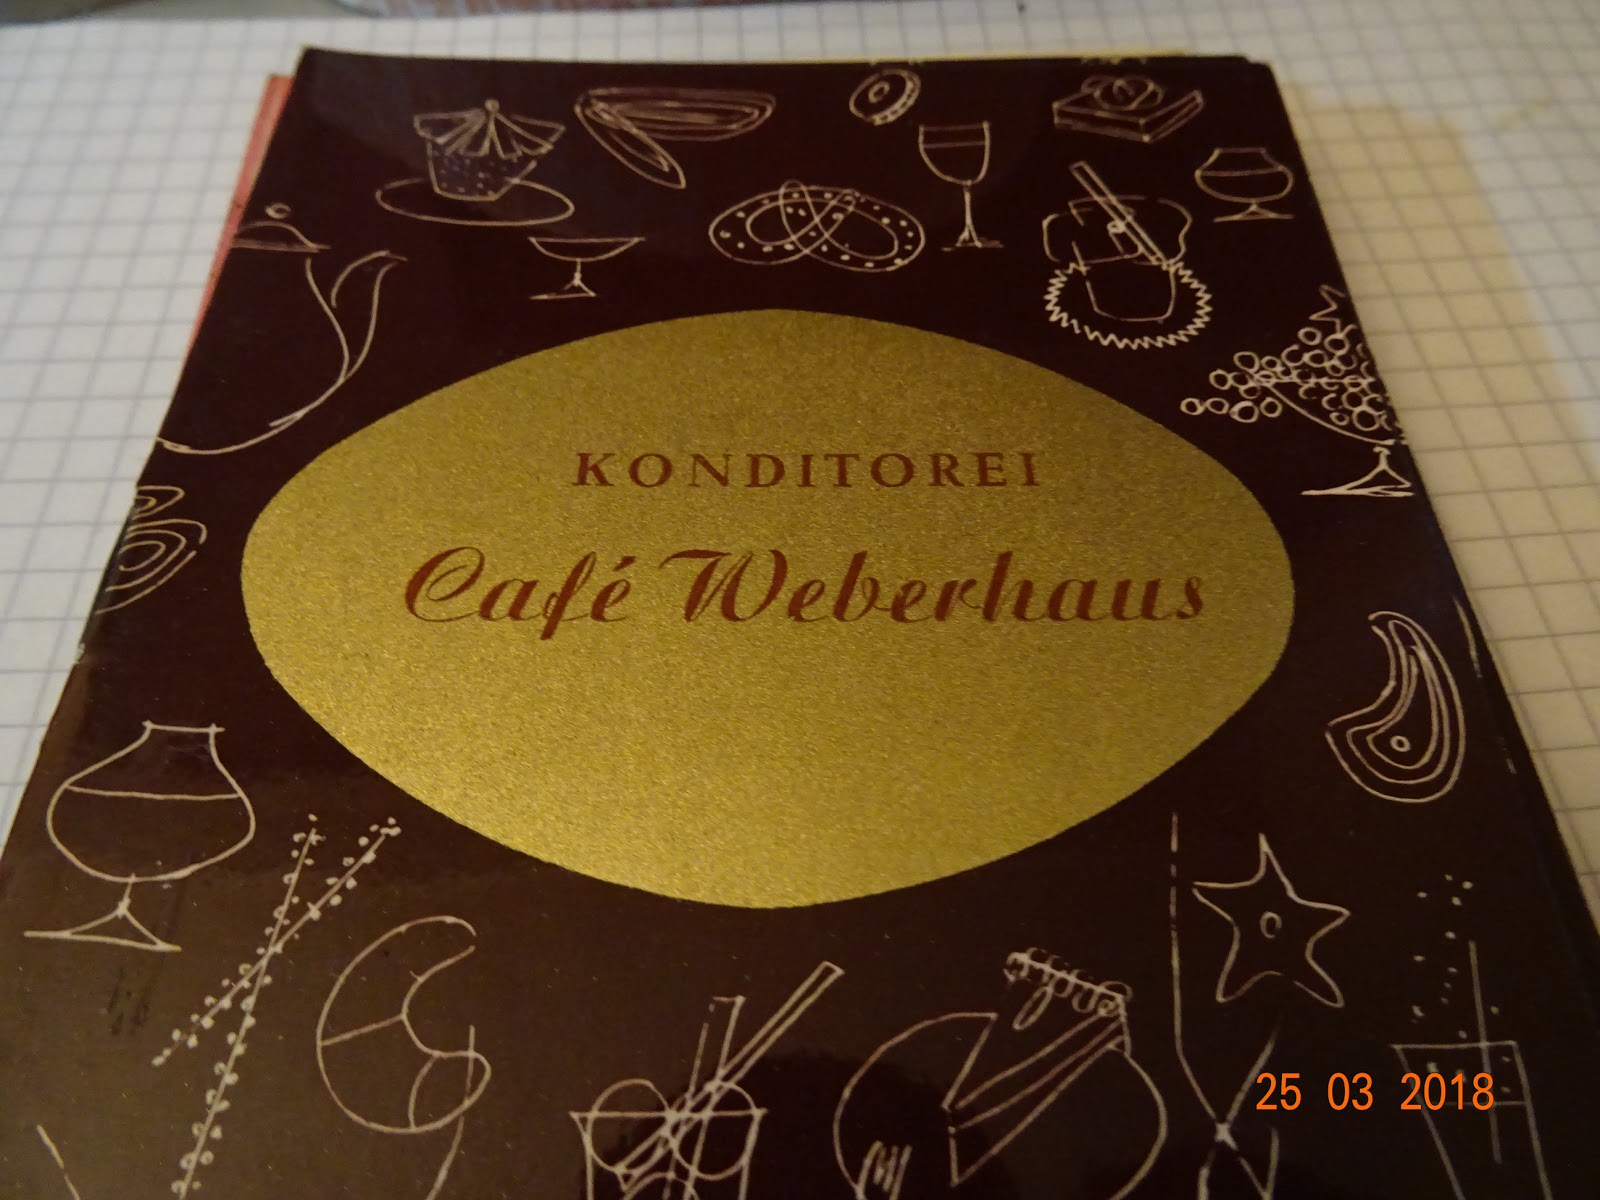 KONDITOREI
Café Weberhaus
25 03 2018